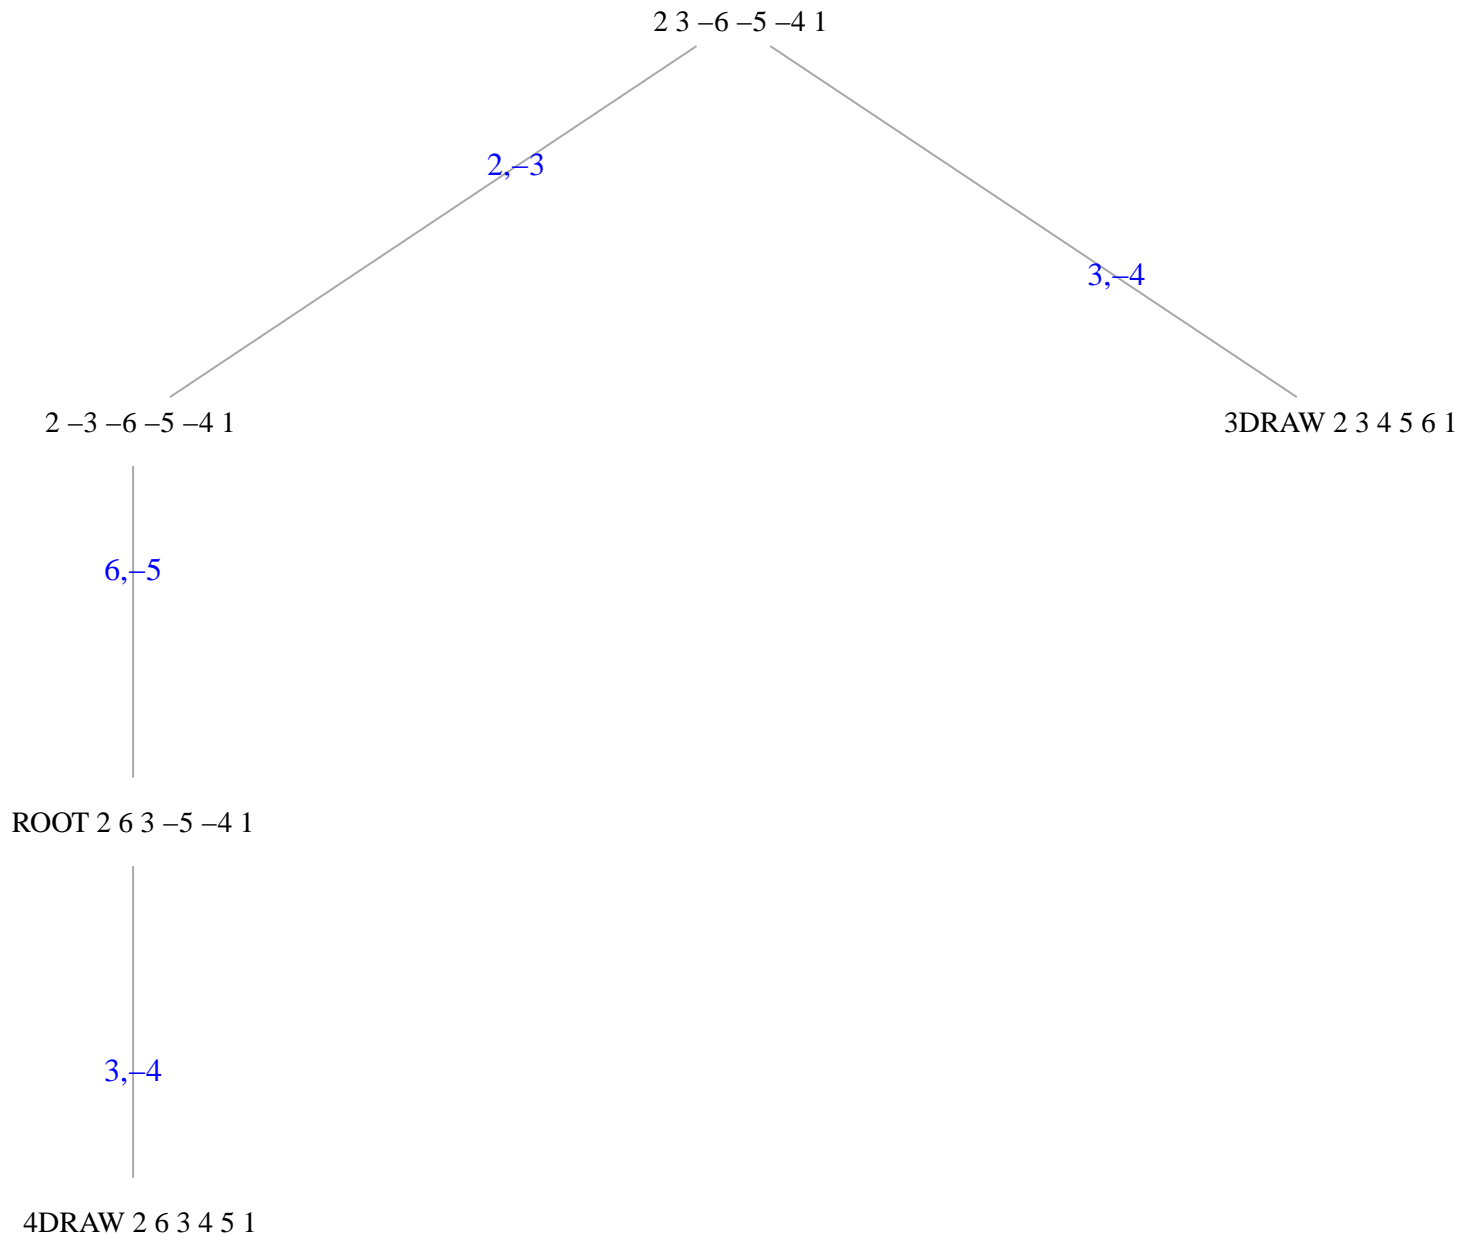 2 3 –6 –5 –4 1
2,–3
3,–4
2 –3 –6 –5 –4 1
3DRAW 2 3 4 5 6 1
6,–5
ROOT 2 6 3 –5 –4 1
3,–4
4DRAW 2 6 3 4 5 1